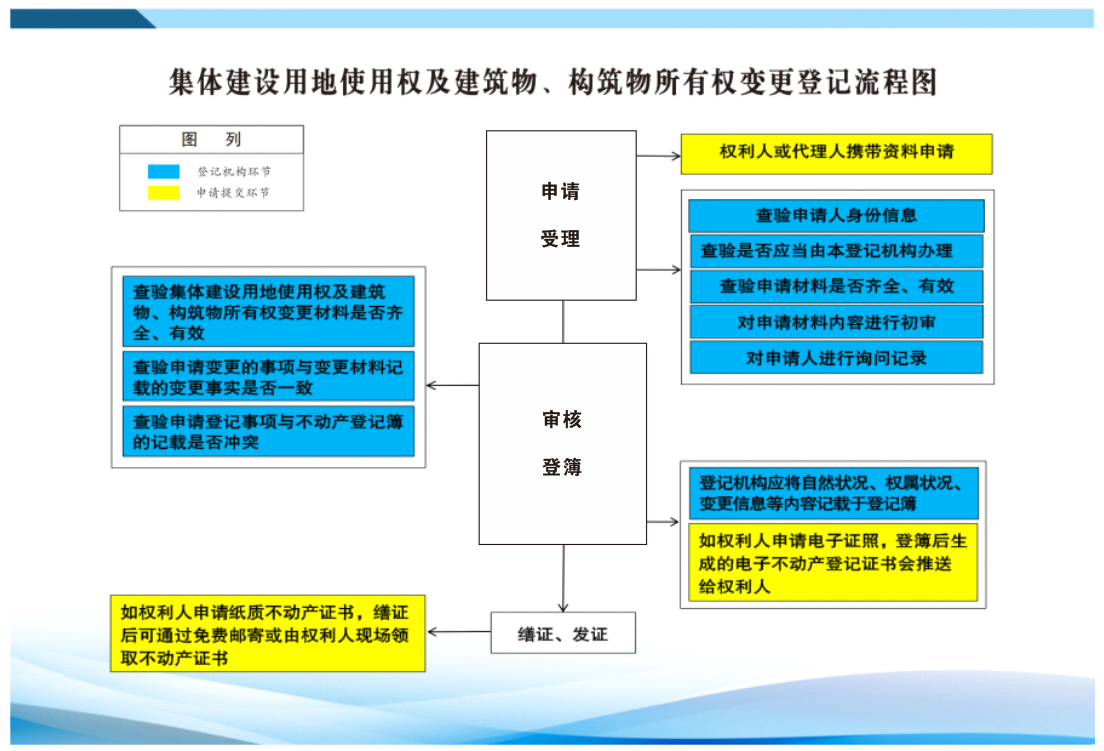 集体建设用地使用权及建筑物、构筑物所有权变更登记流程图
图 列
登记机构环节
申请提交环节
申请
受理
权利人或代理人携带资料申请
查验申请人身份信息
查验是否应当由本登记机构办理
查验申请材料是否齐全、有效
对申请材料内容进行初审
对申请人进行询问记录
查验集体建设用地使用权及建筑
物、构筑物所有权变更材料是否齐
全、有效
查验申请变更的事项与变更材料记
载的变更事实是否一致
查验申请登记事项与不动产登记簿
的记载是否冲突
审核
登簿
登记机构应将自然状况、权属状况、
变更信息等内容记载于登记簿
如权利人申请电子证照，登簿后生
成的电子不动产登记证书会推送
给权利人
缮证、发证
如权利人申请纸质不动产证书，缮证
后可通过免费邮寄或由权利人现场领
取不动产证书